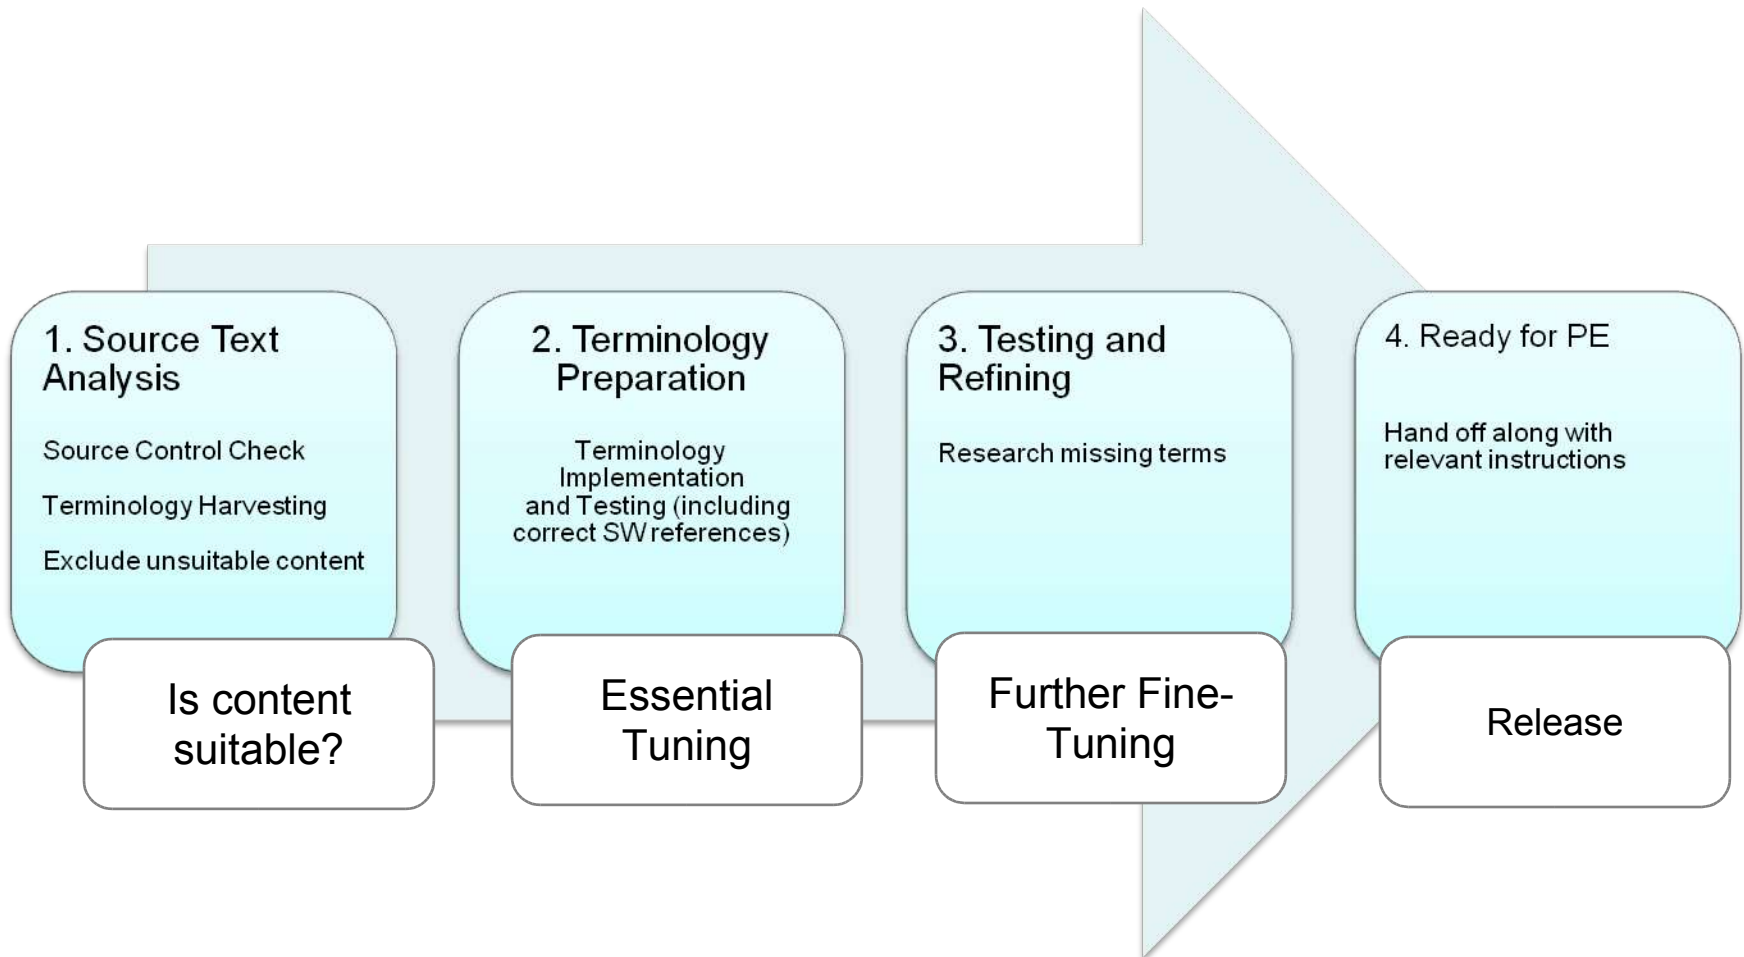 1. Source Text
Analysis
Source Control Check
Terminology Harvesting
Exclude unsuitable content
Is content
suitable?
2. Terminology
Preparation
Terminology
Implementation
and Testing (including
correct SW references)
Essential
Tuning
3. Testing and
Refining
Research missing terms
Further Fine-
Tuning
4. Ready for PE
Hand off along with
relevant instructions
Release